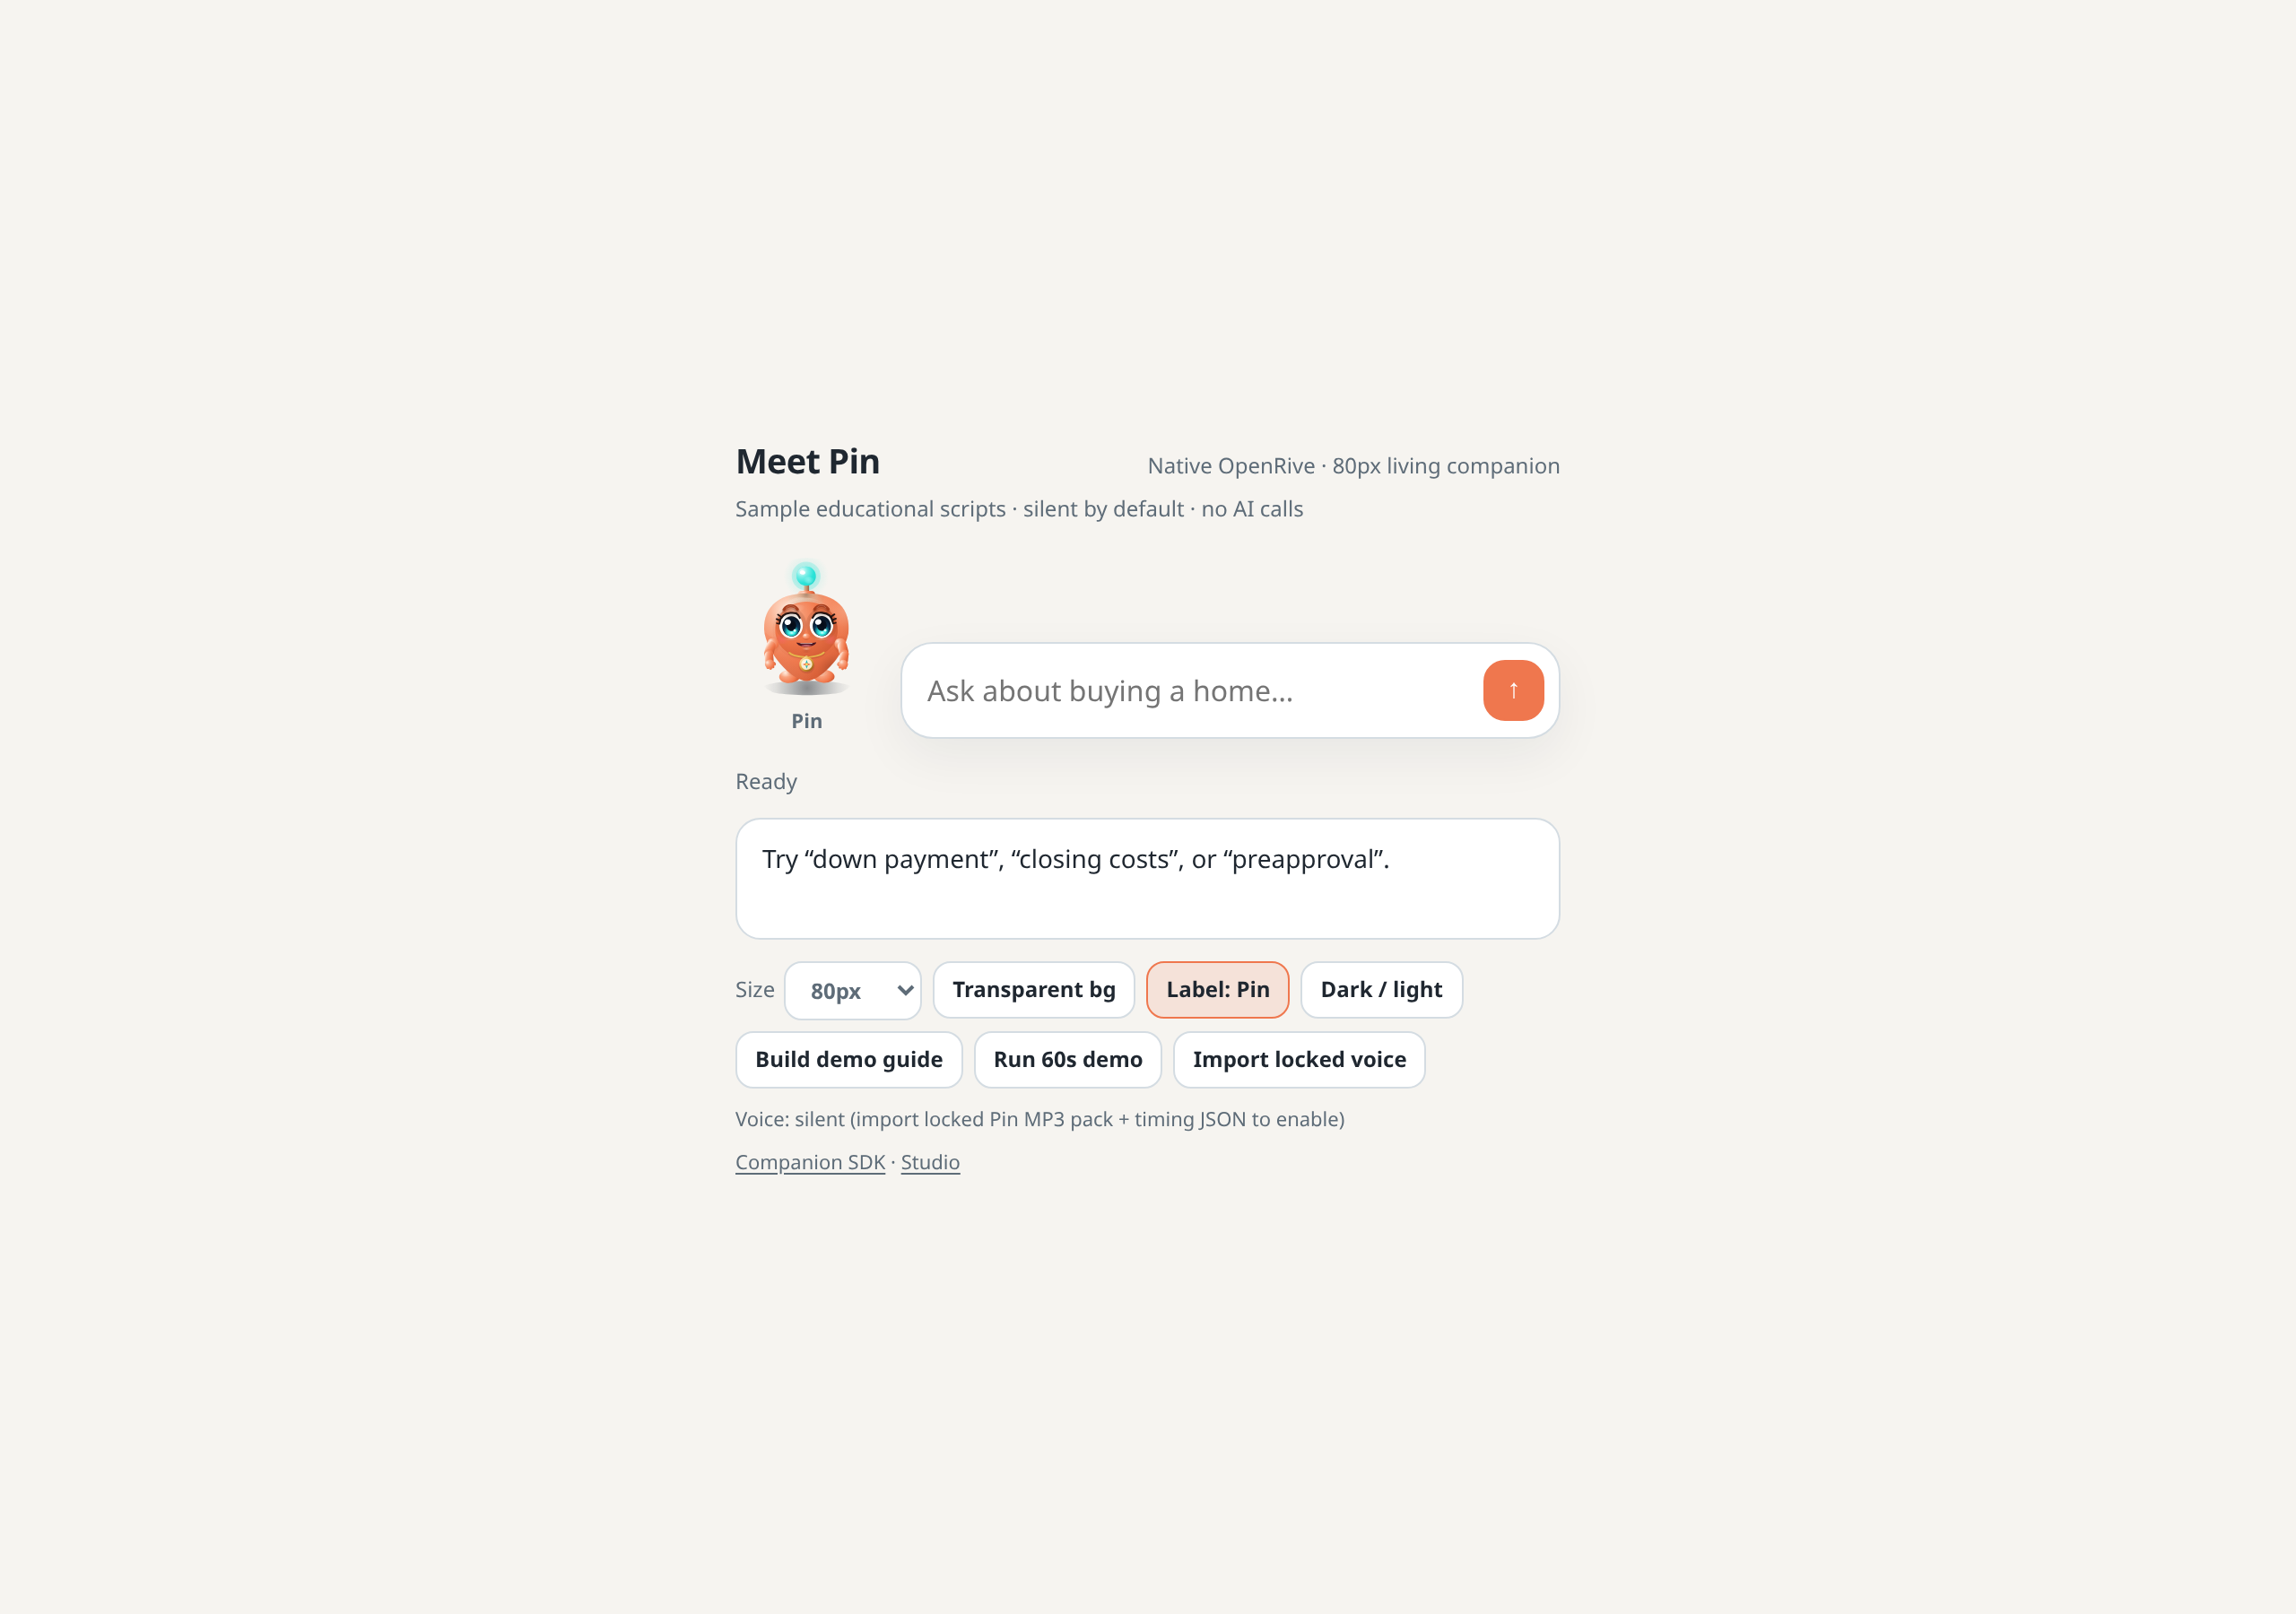 Meet Pin
Native OpenRive · 80px living companion
Sample educational scripts · silent by default · no AI calls
Pin
Ask about buying a home...
↑
Ready
Try “down payment”, “closing costs”, or “preapproval”.
Size 80px Transparent bg Label: Pin Dark / light
Build demo guide Run 60s demo Import locked voice
Voice: silent (import locked Pin MP3 pack + timing JSON to enable)
Companion SDK · Studio